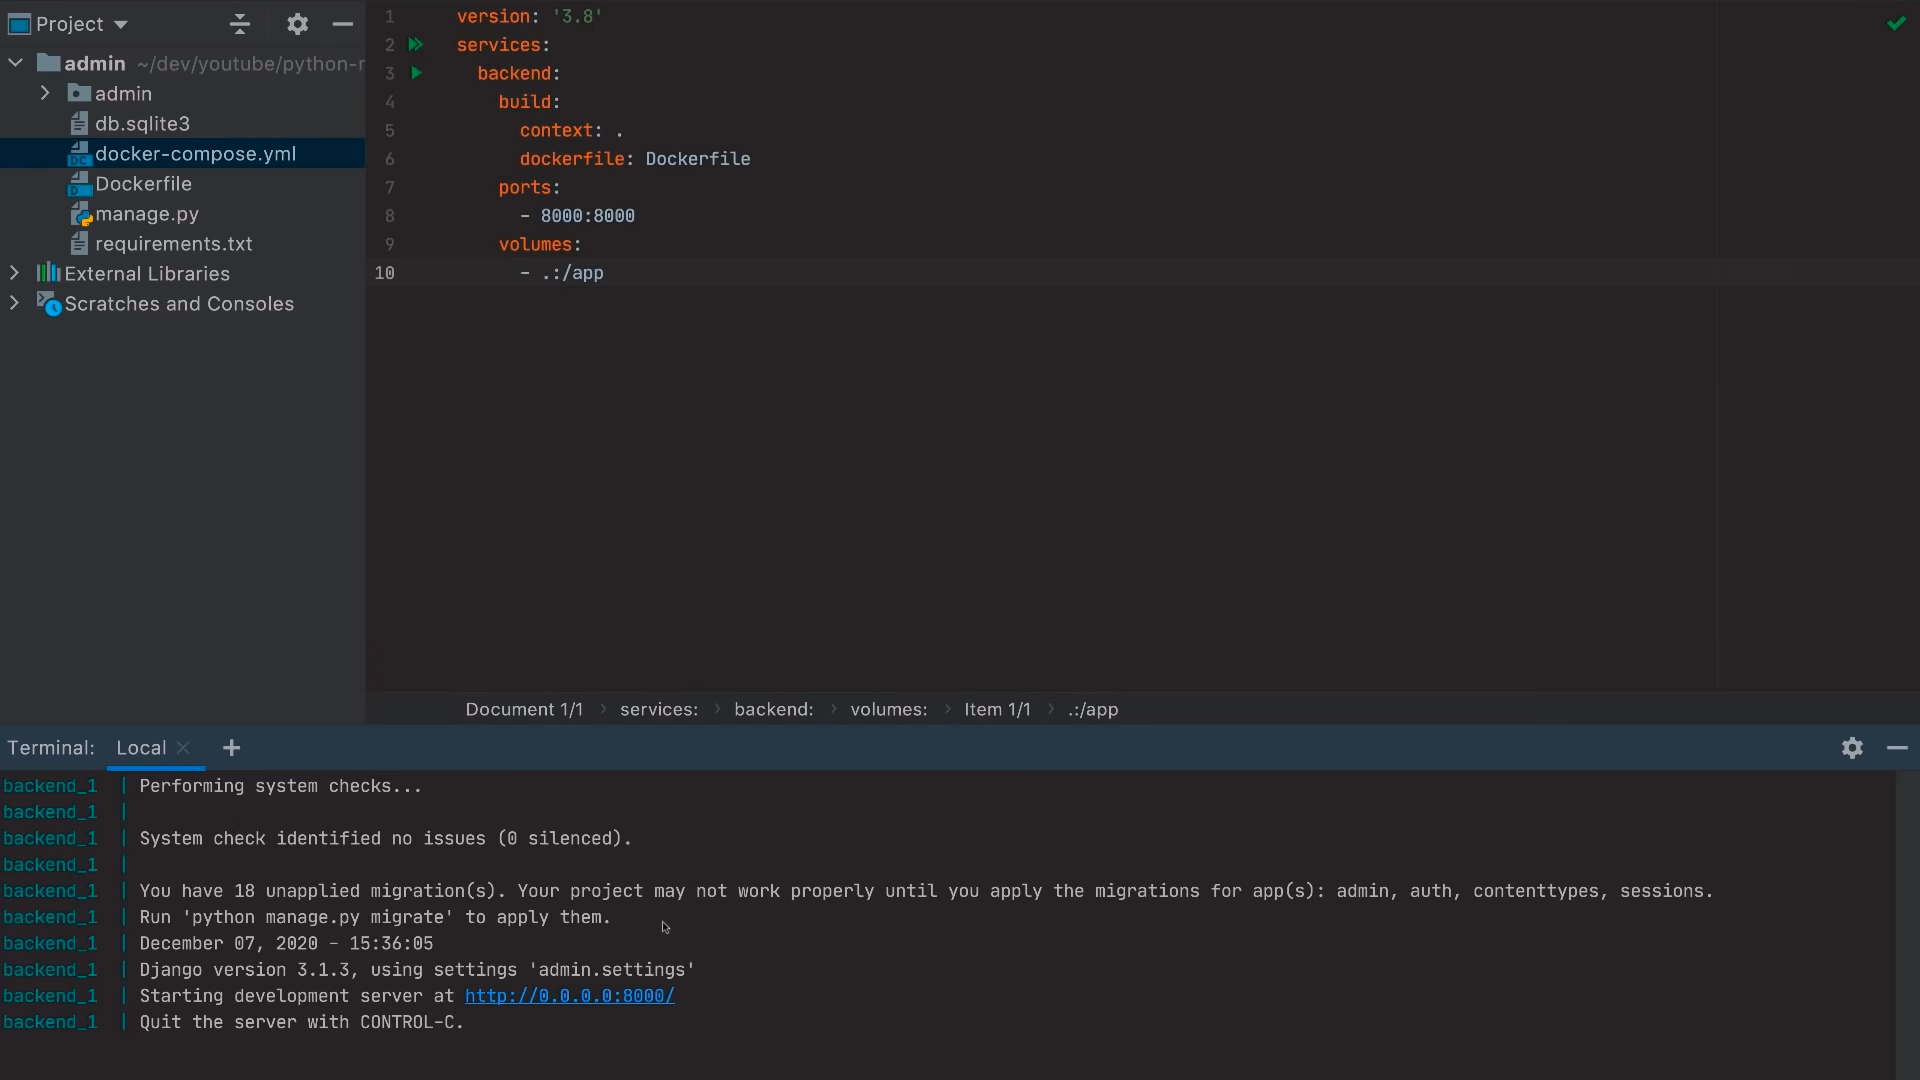 Project
admin ~/dev/youtube/python-r
admin
db.sqlite3
docker-compose.yml
Dockerfile
manage.py
requirements.txt
External Libraries
Scratches and Consoles
1 version: '3.8'
2 services:
3 backend:
4 build:
5 context: .
6 dockerfile: Dockerfile
7 ports:
8 - 8000:8000
9 volumes:
10 - .:/app
Document 1/1 › services: › backend: › volumes: › Item 1/1 › .:/app
Terminal: Local × +
backend_1 | Performing system checks...
backend_1 |
backend_1 | System check identified no issues (0 silenced).
backend_1 |
backend_1 | You have 18 unapplied migration(s). Your project may not work properly until you apply the migrations for app(s): admin, auth, contenttypes, sessions.
backend_1 | Run 'python manage.py migrate' to apply them.
backend_1 | December 07, 2020 - 15:36:05
backend_1 | Django version 3.1.3, using settings 'admin.settings'
backend_1 | Starting development server at http://0.0.0.0:8000/
backend_1 | Quit the server with CONTROL-C.